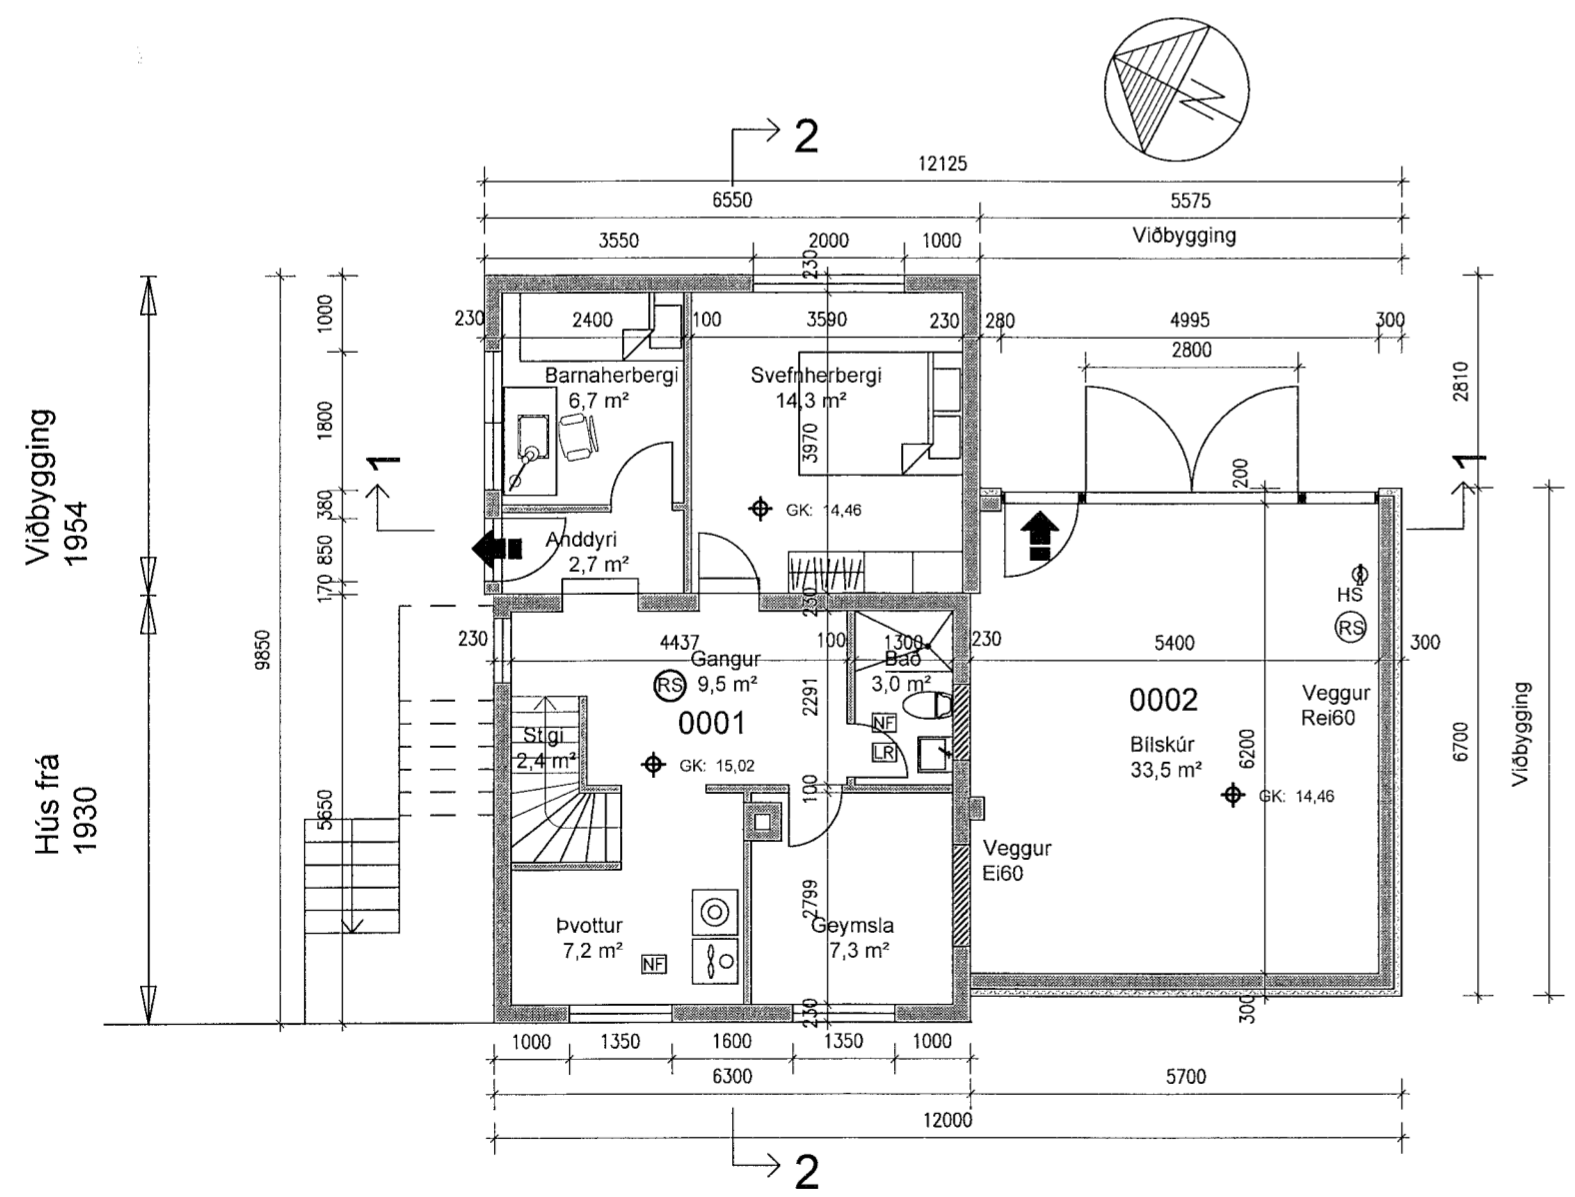 2
12125
6550
5575
Viðbygging
3550
2000
1000
230
230
2400
100
3590
230
280
4995
300
2800
1000
1800
380
850
170
9850
5650
Viðbygging
1954
Hús frá
1930
1
Barnaherbergi
6,7 m²
Svefnherbergi
14,3 m²
3970
GK: 14,46
Anddyri
2,7 m²
230
200
2810
1
HS
RS
230
4437
100
1300
230
5400
300
Gangur
9,5 m²
RS
0001
GK: 15,02
Bað
3,0 m²
2291
NF
LR
Stigi
2,4 m²
100
0002
Bílskúr
33,5 m²
6200
GK: 14,46
Veggur
Rei60
6700
Viðbygging
Veggur
Ei60
Þvottur
7,2 m²
NF
2799
Geymsla
7,3 m²
230
300
1000
1350
1600
1350
1000
6300
5700
12000
2